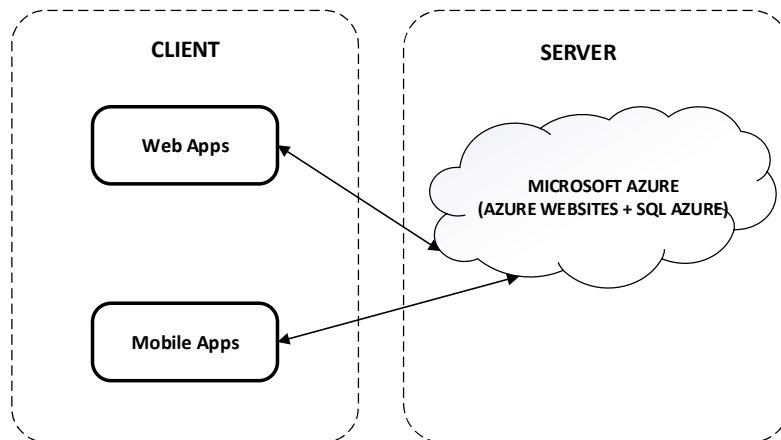 CLIENT
SERVER
Web Apps
MICROSOFT AZURE
(AZURE WEBSITES + SQL AZURE)
Mobile Apps